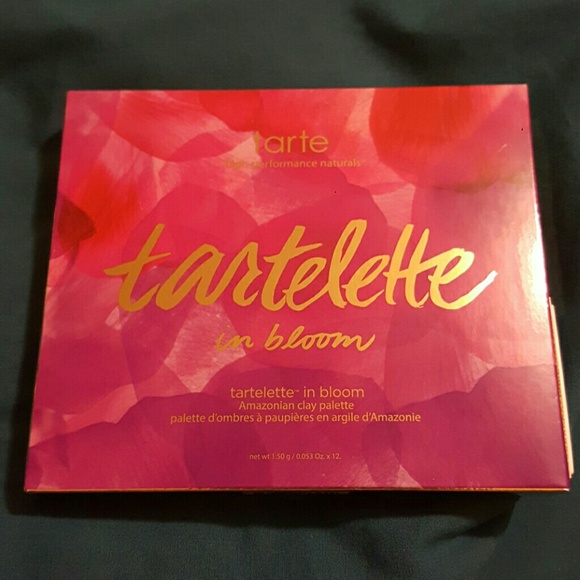 tarte
high-performance naturals
tartelette
in bloom
tartelette™ in bloom
Amazonian clay palette
palette d'ombres à paupières en argile d'Amazonie
net wt 1.50 g / 0.053 Oz. x 12.